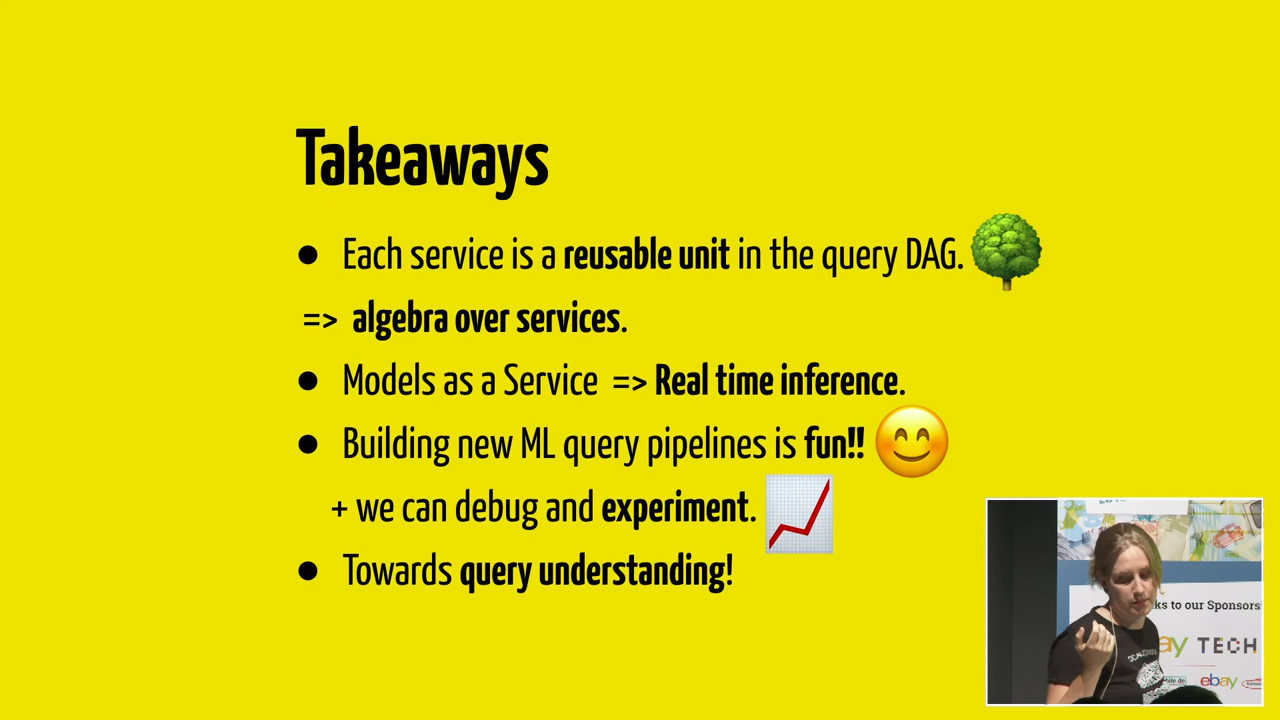 Takeaways
● Each service is a reusable unit in the query DAG.
=> algebra over services.
● Models as a Service => Real time inference.
● Building new ML query pipelines is fun!!
+ we can debug and experiment.
● Towards query understanding!
ks to our Sponsors!
ay TECH
ebay